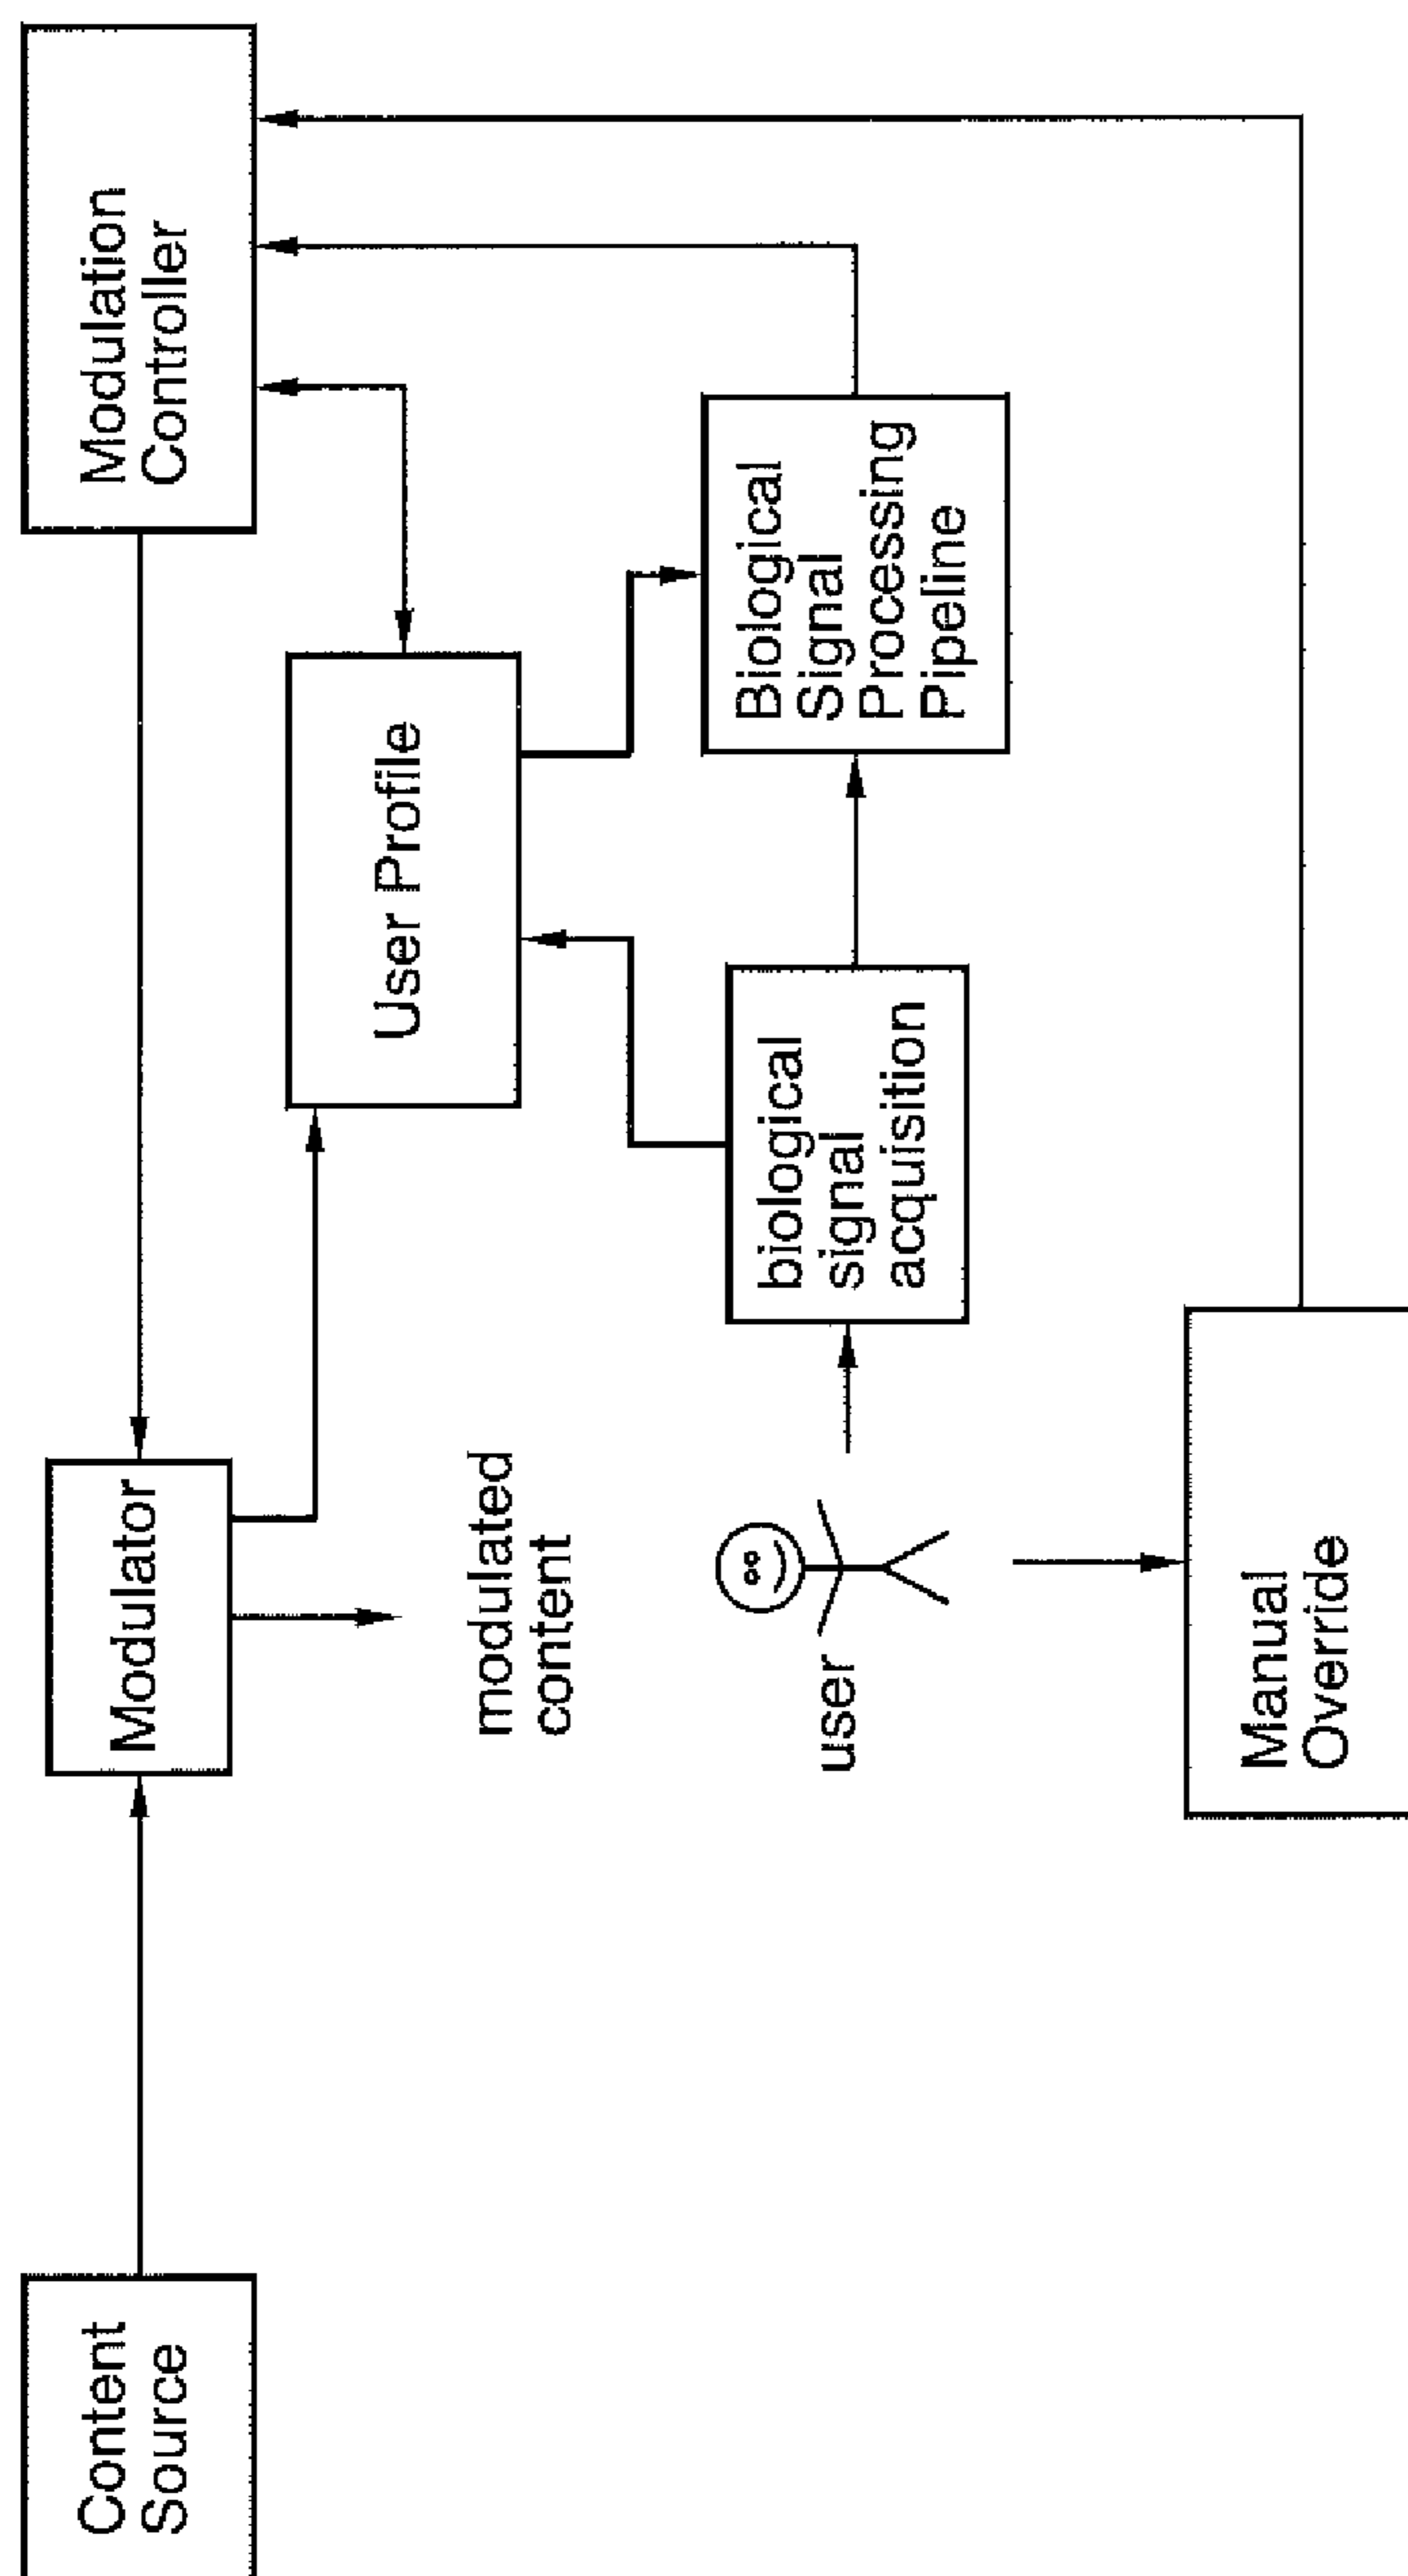 Content
Source
Modulator
Modulation
Controller
User Profile
modulated
content
Biological
Signal
Processing
Pipeline
biological
signal
acquisition
user
Manual
Override